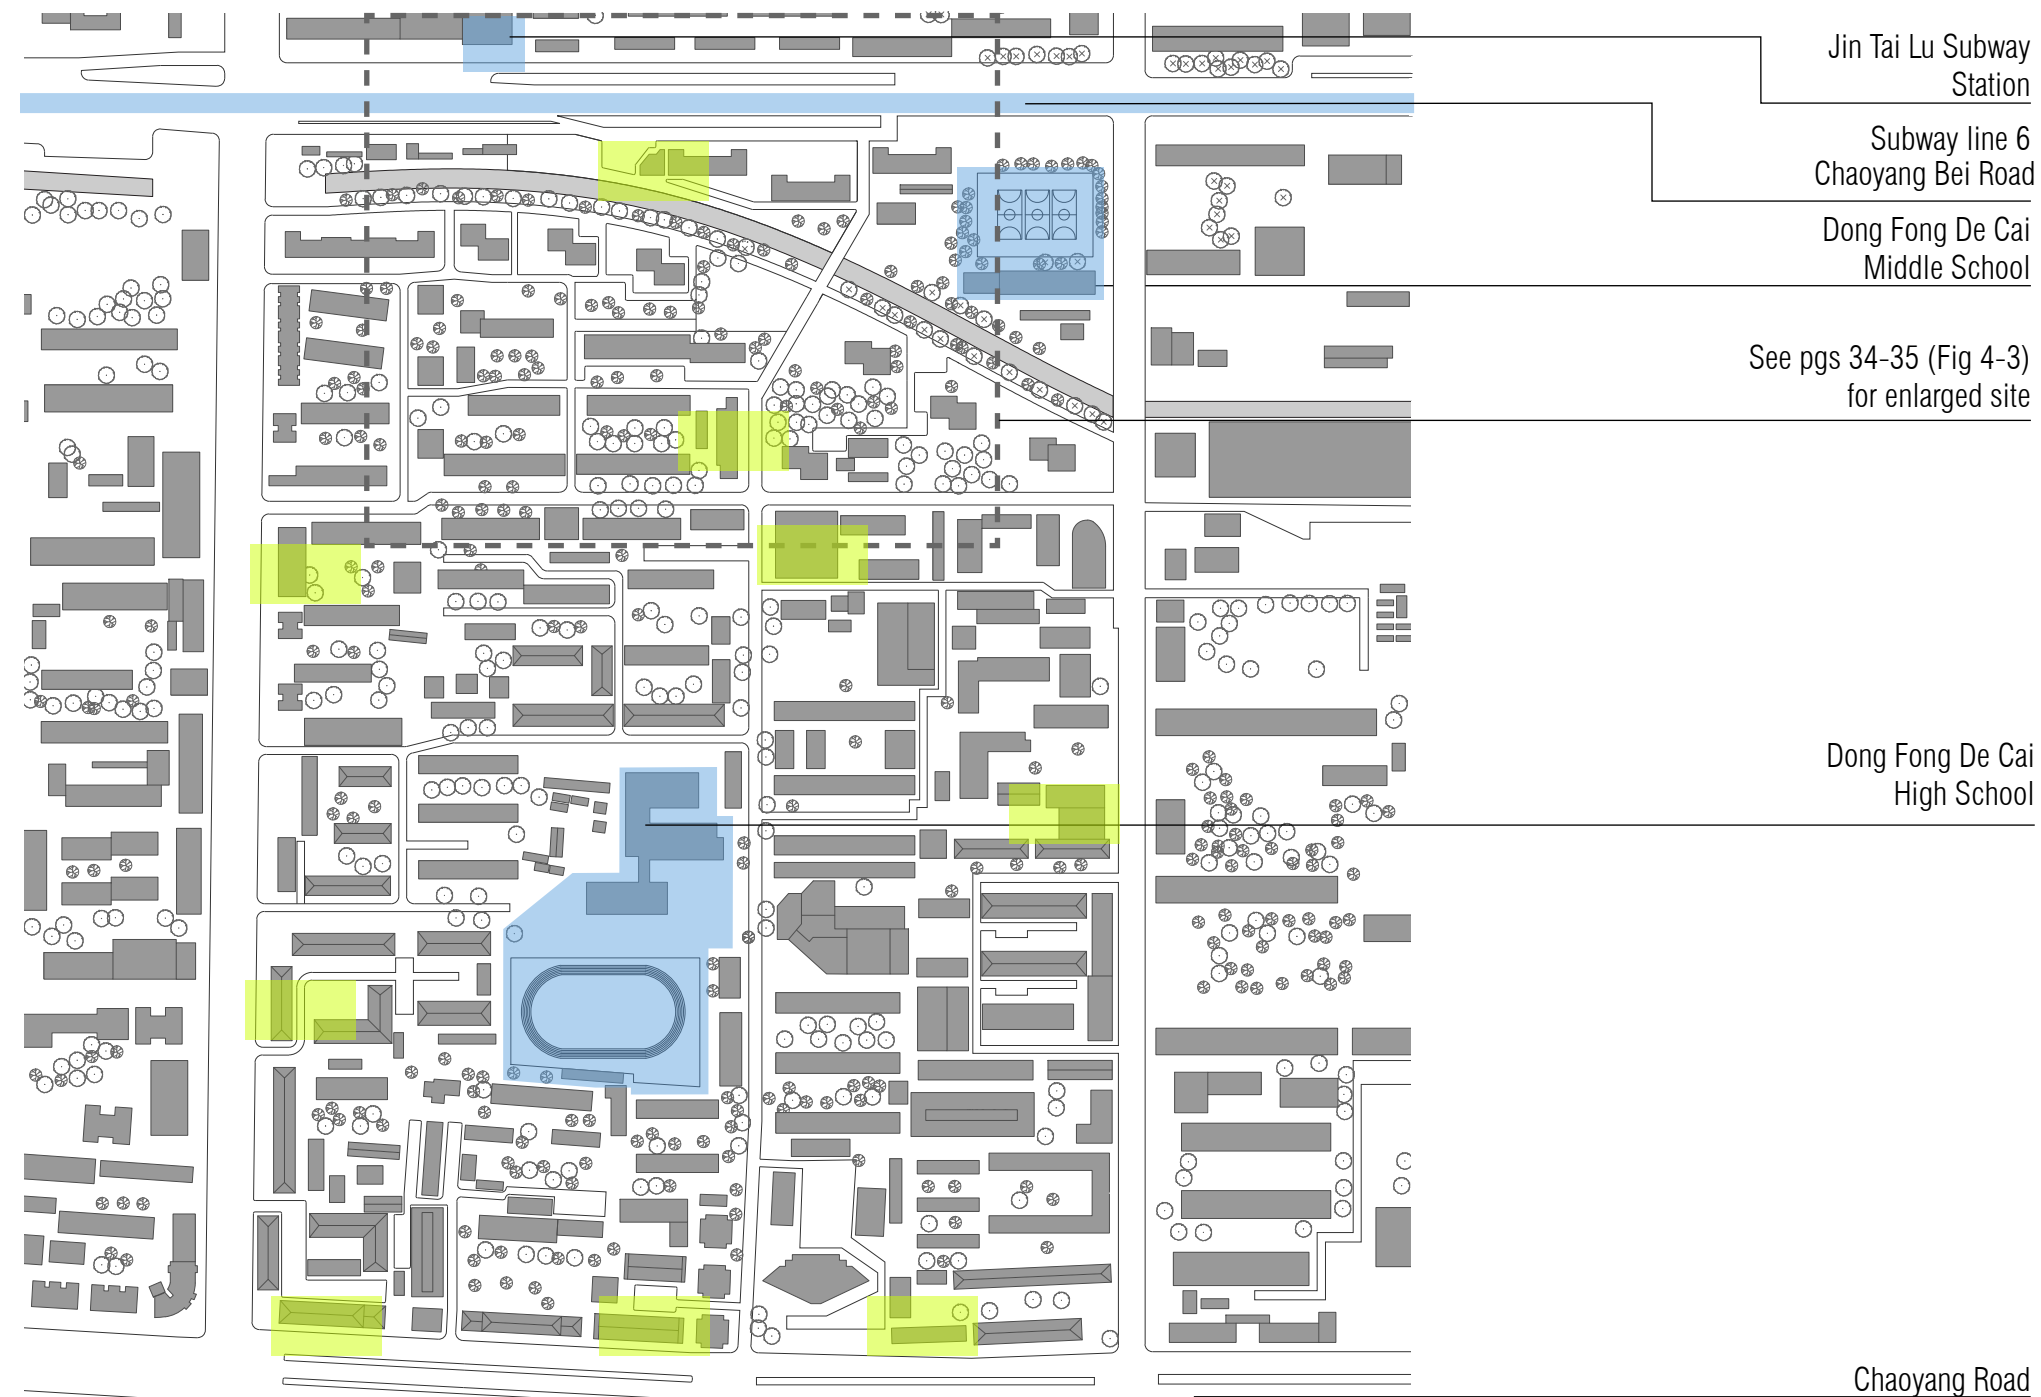 Jin Tai Lu Subway
Station
Subway line 6
Chaoyang Bei Road
Dong Fong De Cai
Middle School
See pgs 34-35 (Fig 4-3)
for enlarged site
Dong Fong De Cai
High School
Chaoyang Road